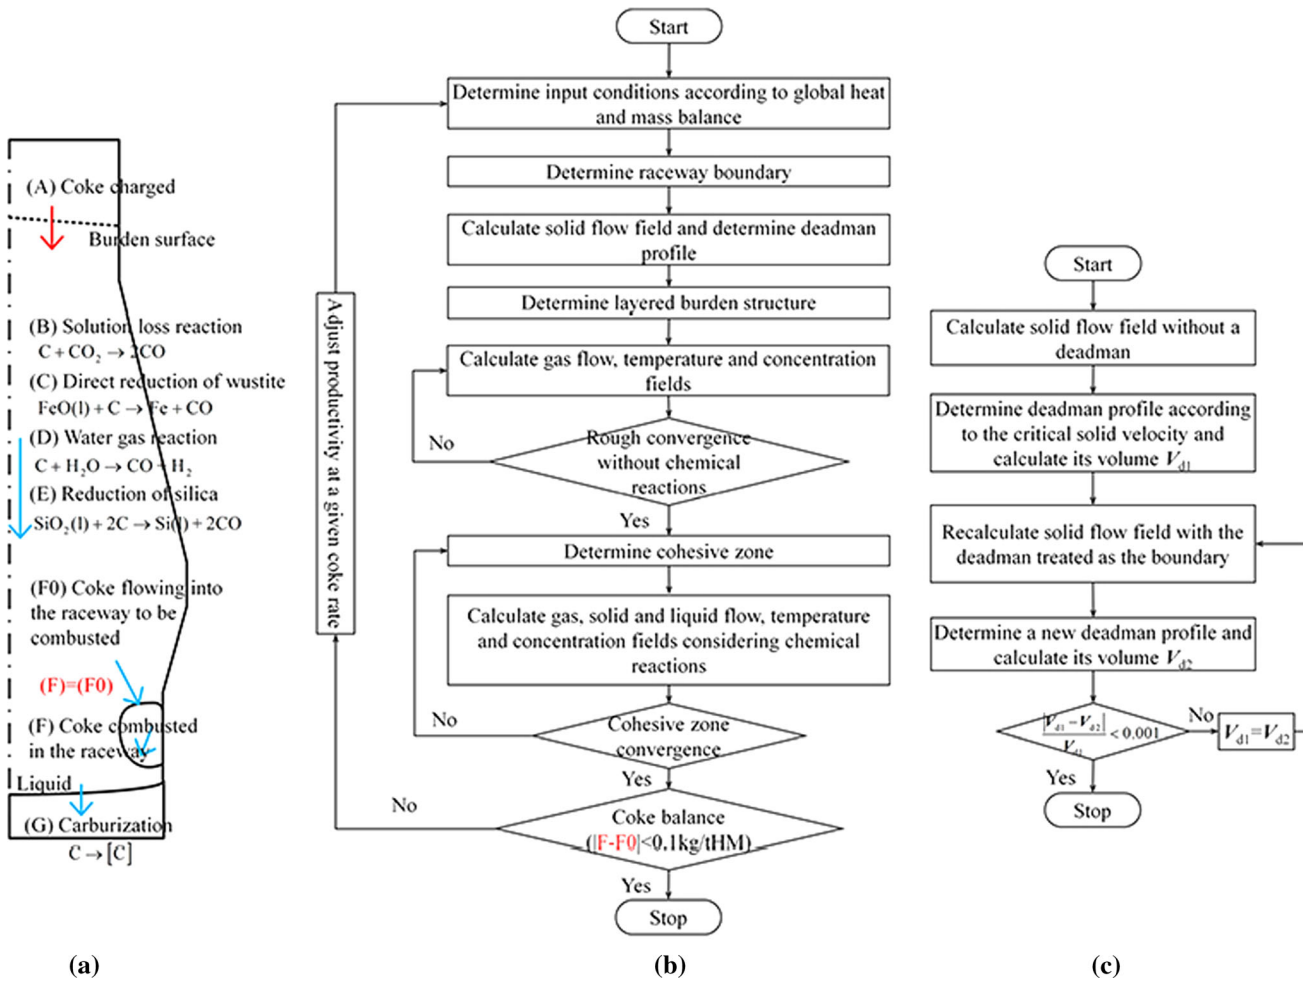 (A) Coke charged
Burden surface
(B) Solution loss reaction
C + CO₂ → 2CO
(C) Direct reduction of wustite
FeO(l) + C → Fe + CO
(D) Water gas reaction
C + H₂O → CO + H₂
(E) Reduction of silica
SiO₂(l) + 2C → Si(l) + 2CO
(F0) Coke flowing into
the raceway to be
combusted
(F)=(F0)
(F) Coke combusted
in the raceway
Liquid
(G) Carburization
C → [C]
(a)
Start
Determine input conditions according to global heat
and mass balance
Determine raceway boundary
Calculate solid flow field and determine deadman
profile
Determine layered burden structure
Calculate gas flow, temperature and concentration
fields
No
Rough convergence
without chemical
reactions
Yes
Determine cohesive zone
Calculate gas, solid and liquid flow, temperature
and concentration fields considering chemical
reactions
No
Cohesive zone
convergence
Yes
No
Coke balance
(|F-F0|<0.1kg/tHM)
Yes
Stop
Adjust productivity at a given coke rate
(b)
Start
Calculate solid flow field without a
deadman
Determine deadman profile according
to the critical solid velocity and
calculate its volume V_d1
Recalculate solid flow field with the
deadman treated as the boundary
Determine a new deadman profile and
calculate its volume V_d2
|V_d1 − V_d2|
< 0.001
No
V_d1=V_d2
Yes
Stop
(c)